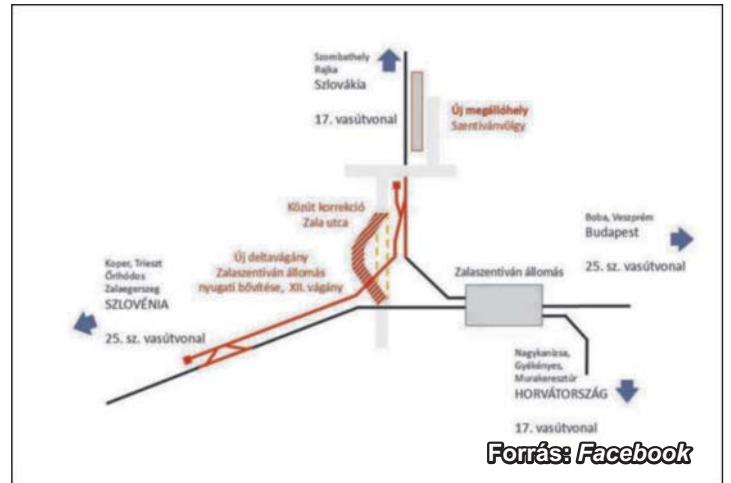 Szombathely
Rajka
Szlovákia
17. vasútvonal
Új megállóhely
Szentivánvölgy
Közút korrekció
Zala utca
Új deltavágány
Zalaszentiván állomás
nyugati bővítése, XII. vágány
Koper, Trieszt
Őrihódos
Zalaegerszeg
SZLOVÉNIA
25. sz. vasútvonal
Boba, Veszprém
Budapest
25. sz. vasútvonal
Zalaszentiván állomás
Nagykanizsa,
Gyékényes,
Murakeresztúr
HORVÁTORSZÁG
17. vasútvonal
Forrás: Facebook